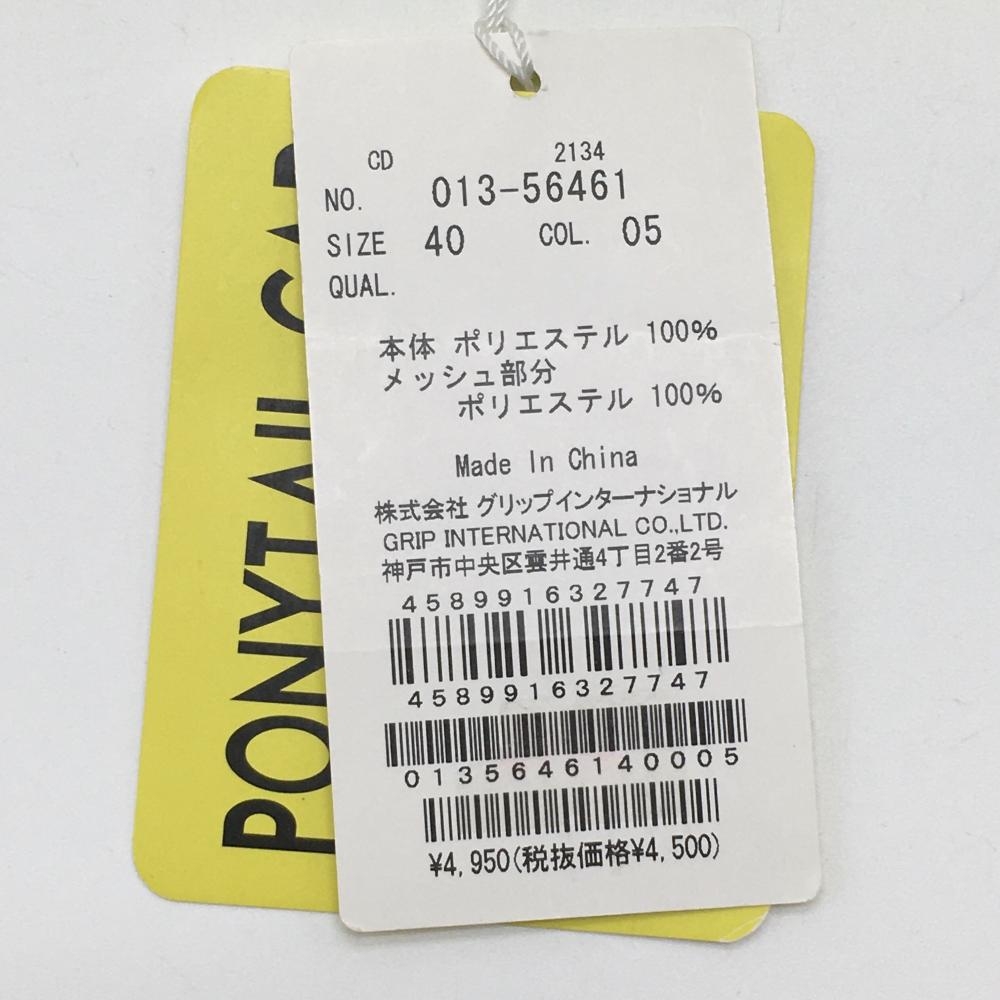 CD 2134
NO. 013-56461
SIZE 40 COL. 05
QUAL.
本体 ポリエステル 100%
メッシュ部分
ポリエステル 100%
Made In China
株式会社 グリップインターナショナル
GRIP INTERNATIONAL CO.,LTD.
神戸市中央区雲井通4丁目2番2号
4589916327747
4589916327747
0135646140005
¥4,950(税抜価格¥4,500)
PONYTAIL CAP